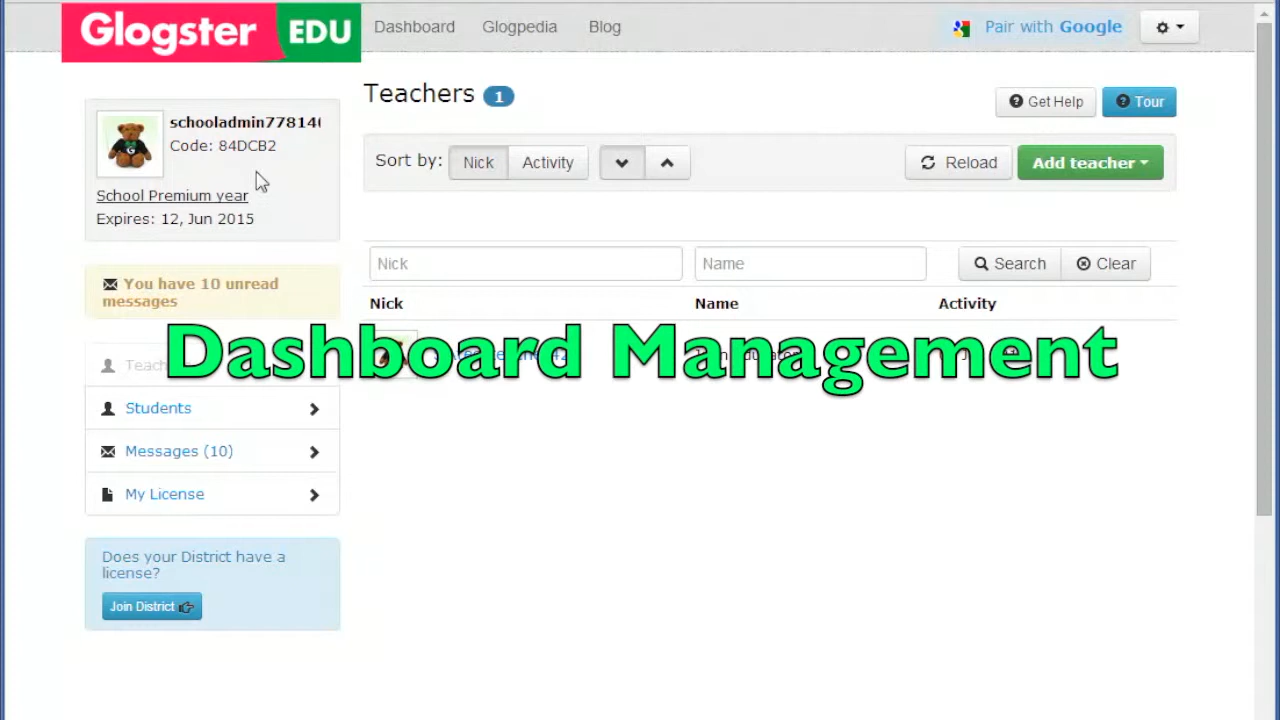 Glogster EDU Dashboard Glogpedia Blog Pair with Google
Teachers 1
Get Help Tour
schooladmin778140
Code: 84DCB2
School Premium year
Expires: 12, Jun 2015
Sort by: Nick Activity Reload Add teacher
Nick Name Search Clear
Nick Name Activity
You have 10 unread
messages
Dashboard Management
Students
Messages (10)
My License
Does your District have a
license?
Join District